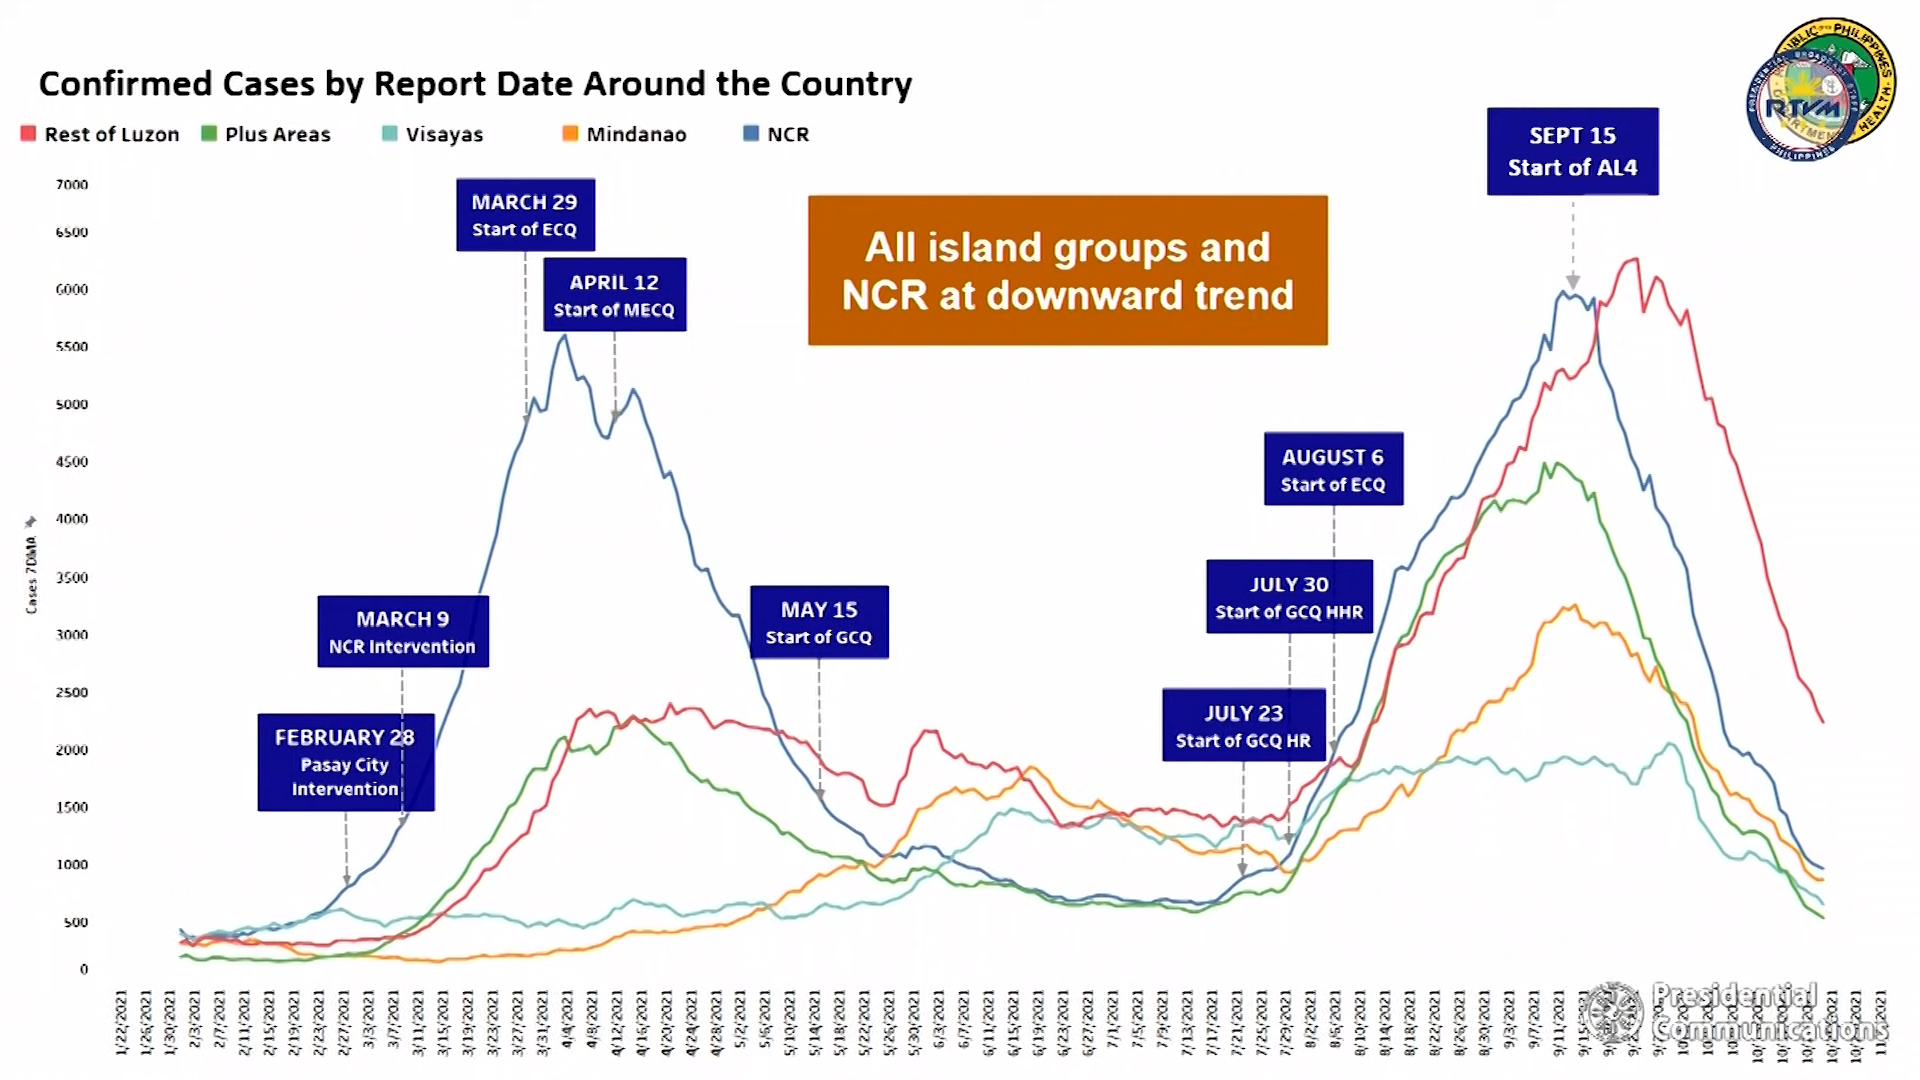 Confirmed Cases by Report Date Around the Country
Rest of Luzon
Plus Areas
Visayas
Mindanao
NCR
RTVM
SEPT 15
Start of AL4
MARCH 29
Start of ECQ
All island groups and
NCR at downward trend
APRIL 12
Start of MECQ
AUGUST 6
Start of ECQ
JULY 30
Start of GCQ HHR
MAY 15
Start of GCQ
MARCH 9
NCR Intervention
JULY 23
Start of GCQ HR
FEBRUARY 28
Pasay City
Intervention
Cases 7DMA
7000
6500
6000
5500
5000
4500
4000
3500
3000
2500
2000
1500
1000
500
0
1/22/2021
1/26/2021
1/30/2021
2/3/2021
2/7/2021
2/11/2021
2/15/2021
2/19/2021
2/23/2021
2/27/2021
3/3/2021
3/7/2021
3/11/2021
3/15/2021
3/19/2021
3/23/2021
3/27/2021
3/31/2021
4/4/2021
4/8/2021
4/12/2021
4/16/2021
4/20/2021
4/24/2021
4/28/2021
5/2/2021
5/6/2021
5/10/2021
5/14/2021
5/18/2021
5/22/2021
5/26/2021
5/30/2021
6/3/2021
6/7/2021
6/11/2021
6/15/2021
6/19/2021
6/23/2021
6/27/2021
7/1/2021
7/5/2021
7/9/2021
7/13/2021
7/17/2021
7/21/2021
7/25/2021
7/29/2021
8/2/2021
8/6/2021
8/10/2021
8/14/2021
8/18/2021
8/22/2021
8/26/2021
8/30/2021
9/3/2021
9/7/2021
9/11/2021
Presidential
Communications